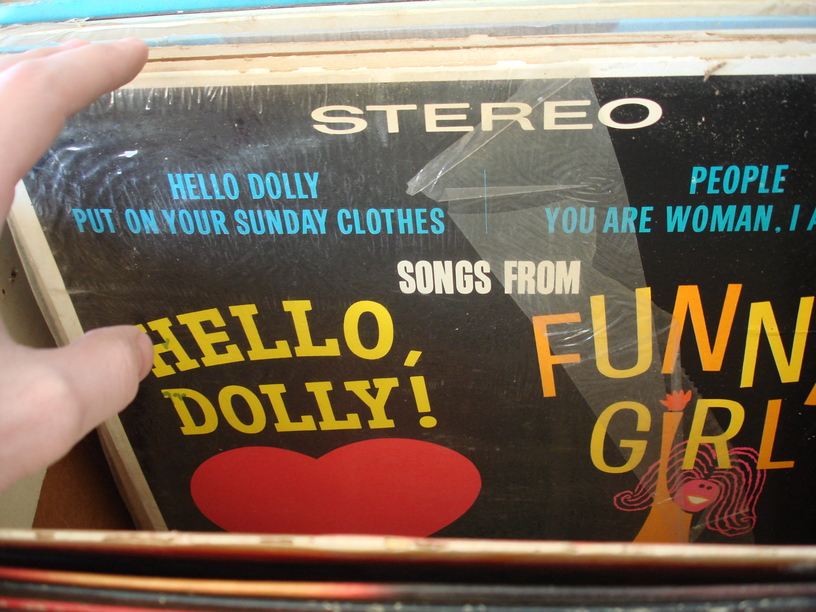 STEREO
HELLO DOLLY
PUT ON YOUR SUNDAY CLOTHES
PEOPLE
YOU ARE WOMAN, I A
SONGS FROM
HELLO,
DOLLY!
FUNN
GIRL